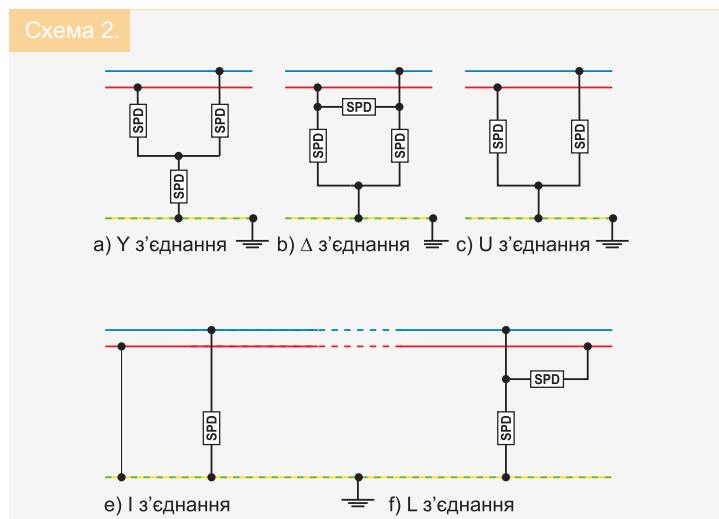 Схема 2.
SPD SPD SPD
SPD SPD SPD
SPD SPD
a) Y з’єднання
b) Δ з’єднання
c) U з’єднання
SPD
SPD SPD
e) I з’єднання
f) L з’єднання